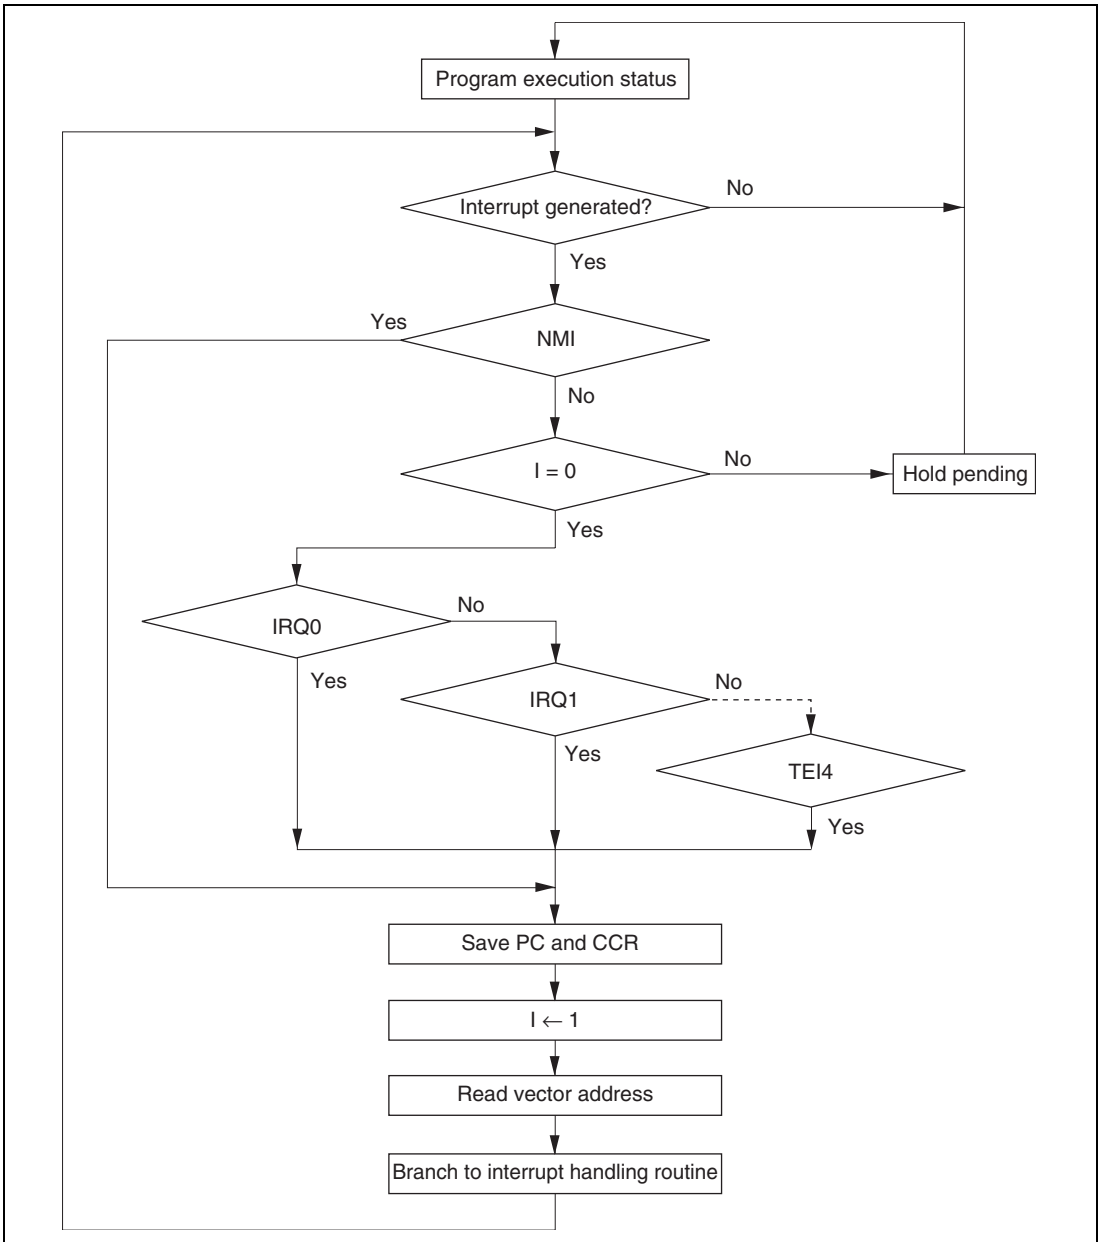 Program execution status
No
Interrupt generated?
Yes
Yes
NMI
No
I = 0
No
Hold pending
Yes
No
IRQ0
Yes
No
IRQ1
Yes
TEI4
Yes
Save PC and CCR
I ← 1
Read vector address
Branch to interrupt handling routine